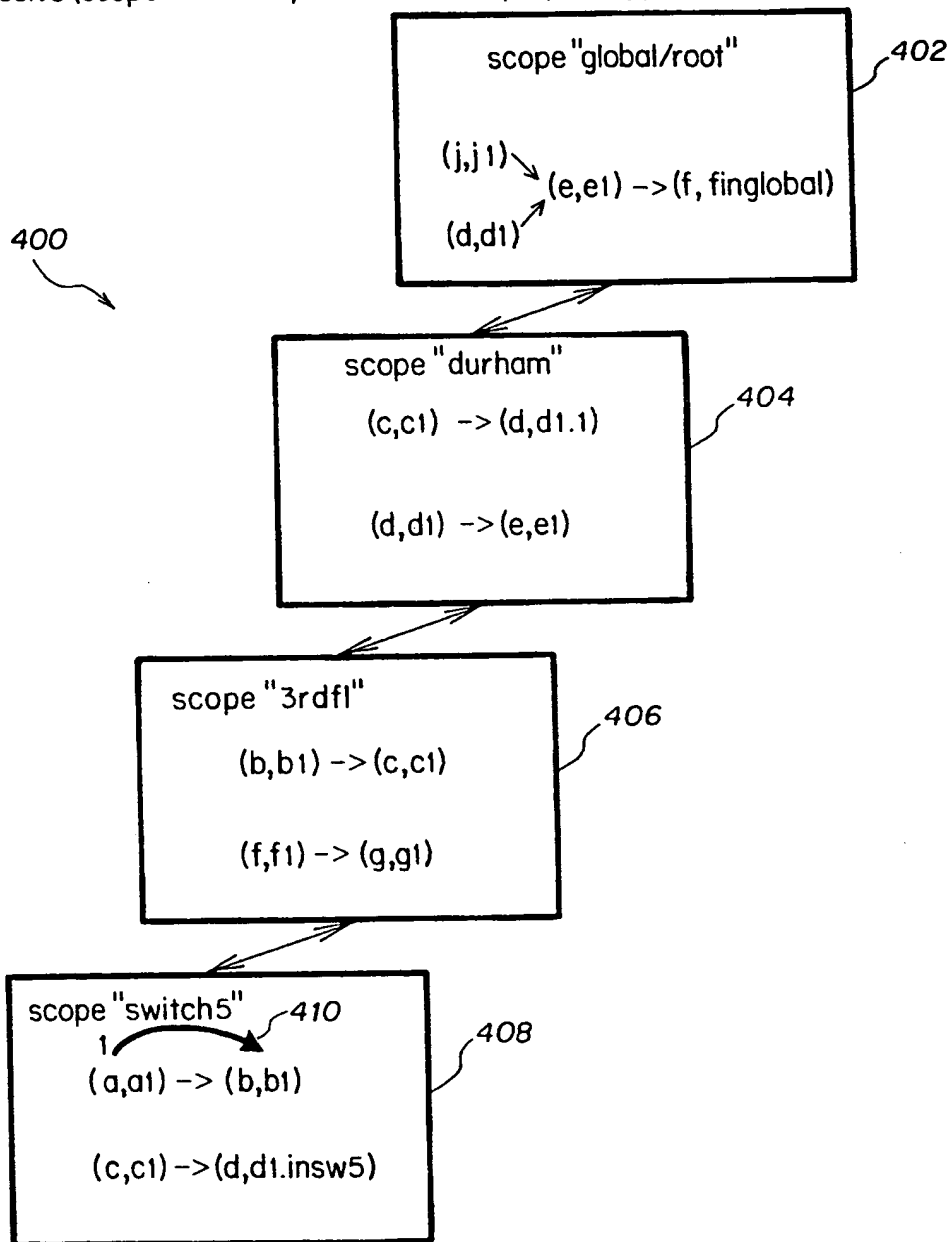 scope "global/root"
402
(j,j1)
(e,e1) -> (f, finglobal)
(d,d1)
400
scope "durham"
404
(c,c1) -> (d,d1.1)
(d,d1) -> (e,e1)
scope "3rdfl"
406
(b,b1) -> (c,c1)
(f,f1) -> (g,g1)
scope "switch5"
410
1
408
(a,a1) -> (b,b1)
(c,c1) -> (d,d1.insw5)